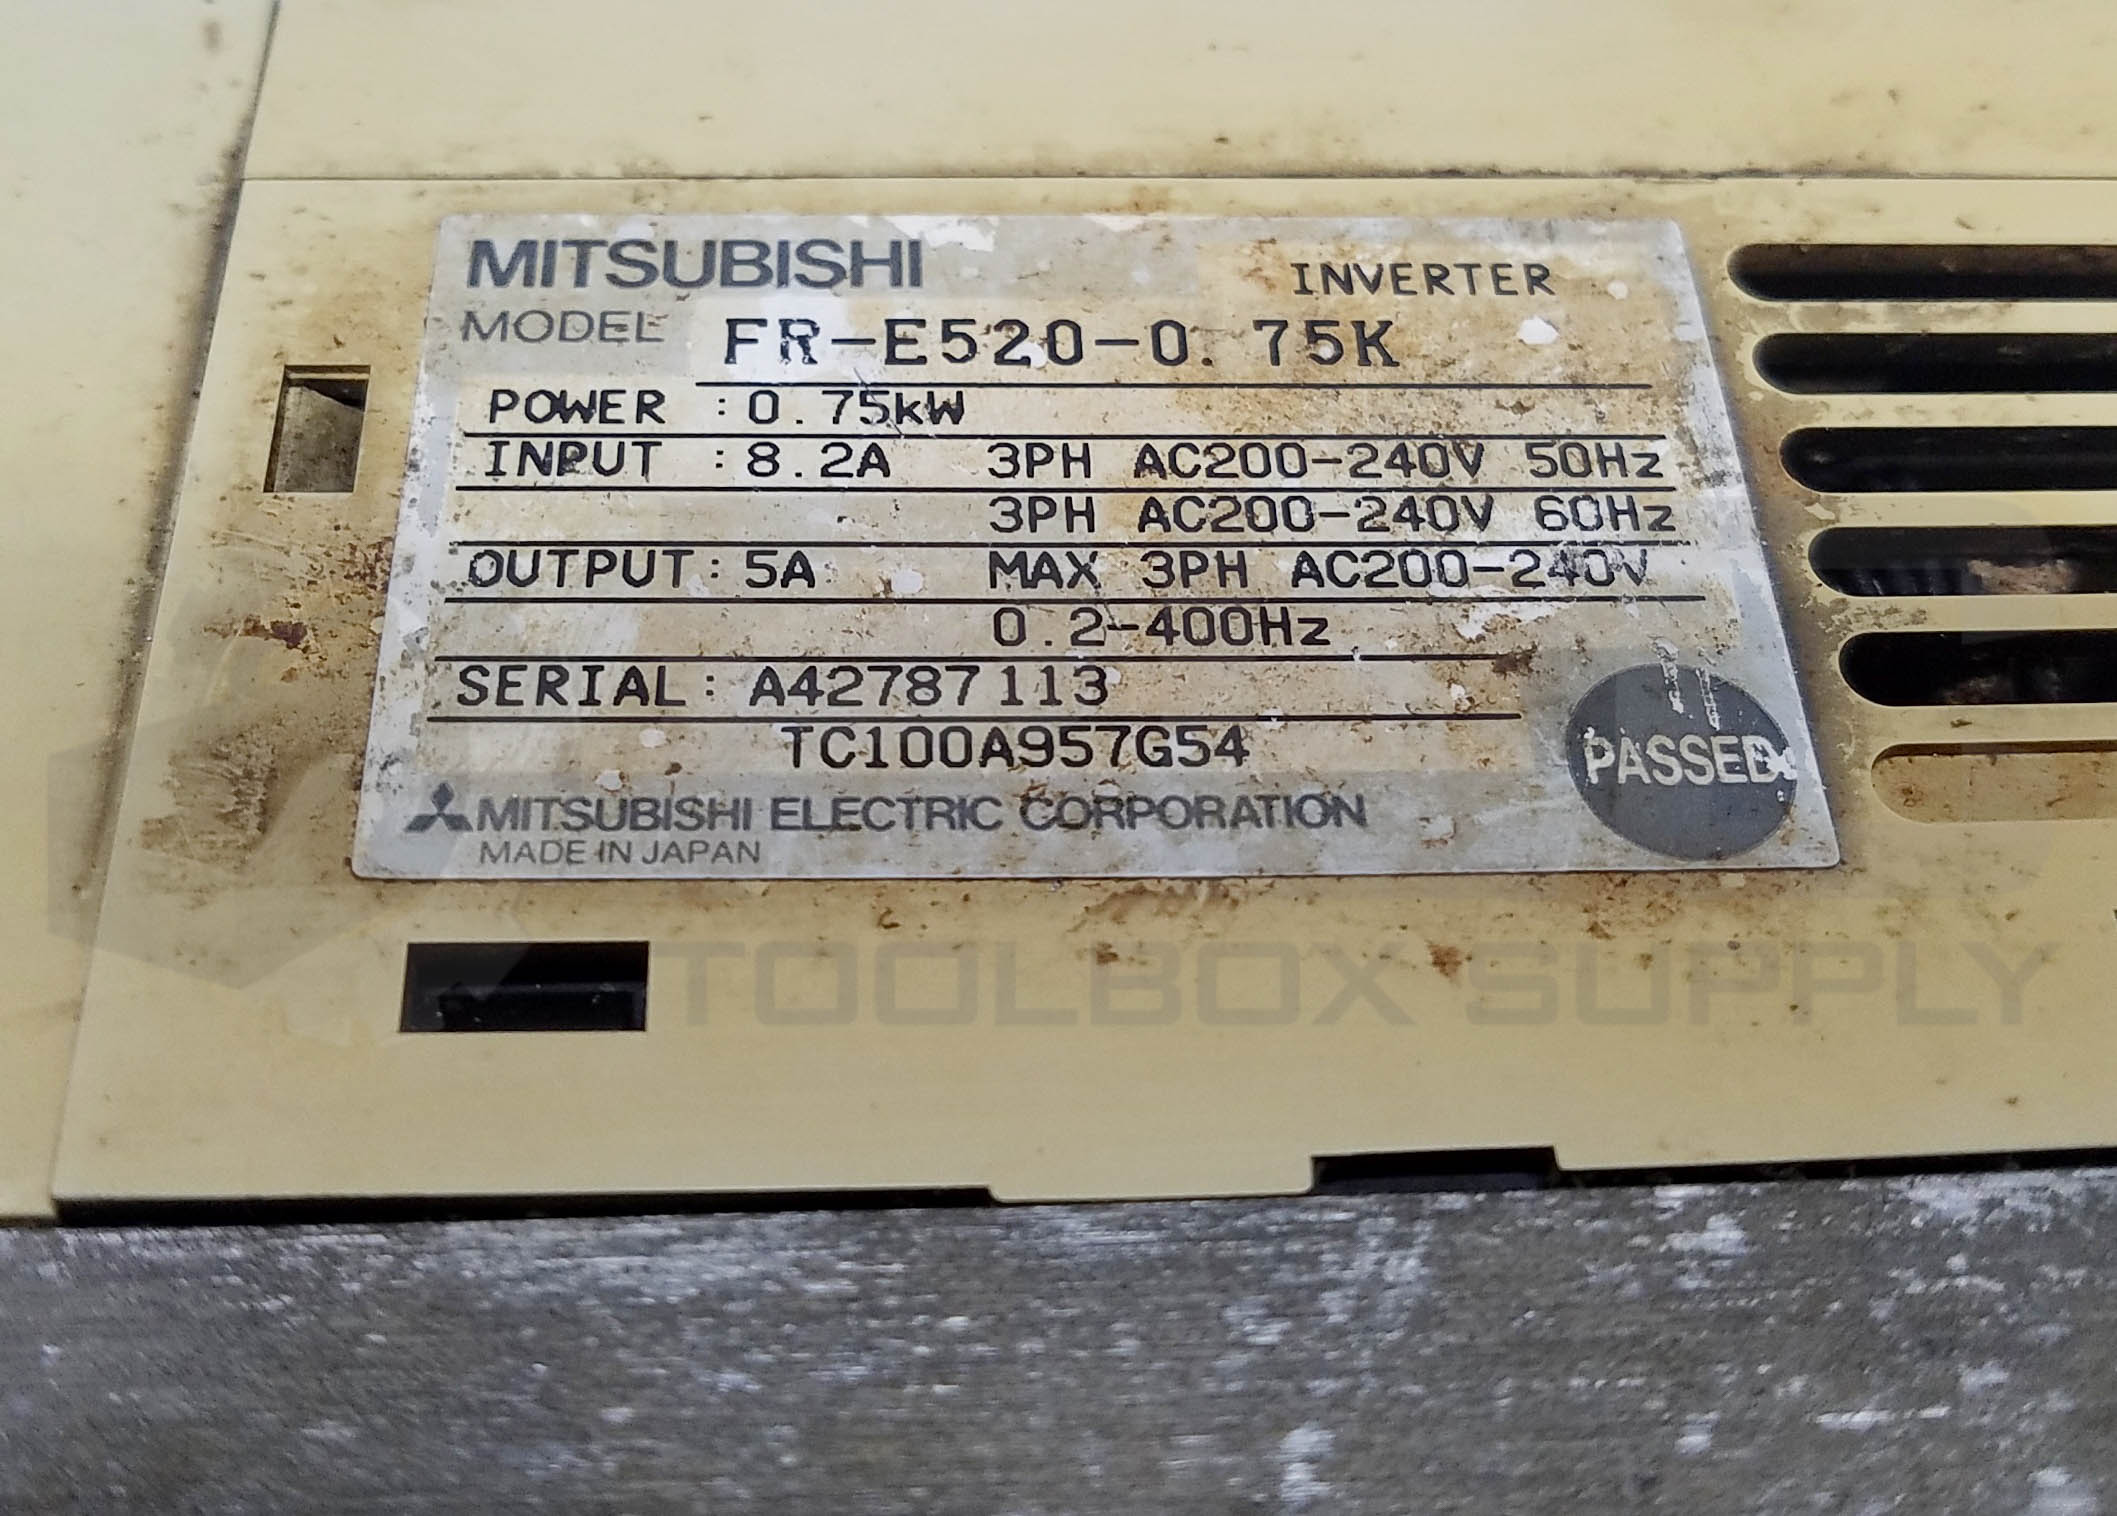 MITSUBISHI INVERTER
MODEL FR-E520-0.75K
POWER :0.75kW
INPUT :8.2A 3PH AC200-240V 50Hz
3PH AC200-240V 60Hz
OUTPUT:5A MAX 3PH AC200-240V
0.2-400Hz
SERIAL:A42787113
TC100A957G54
PASSED
MITSUBISHI ELECTRIC CORPORATION
MADE IN JAPAN
TOOLBOX SUPPLY